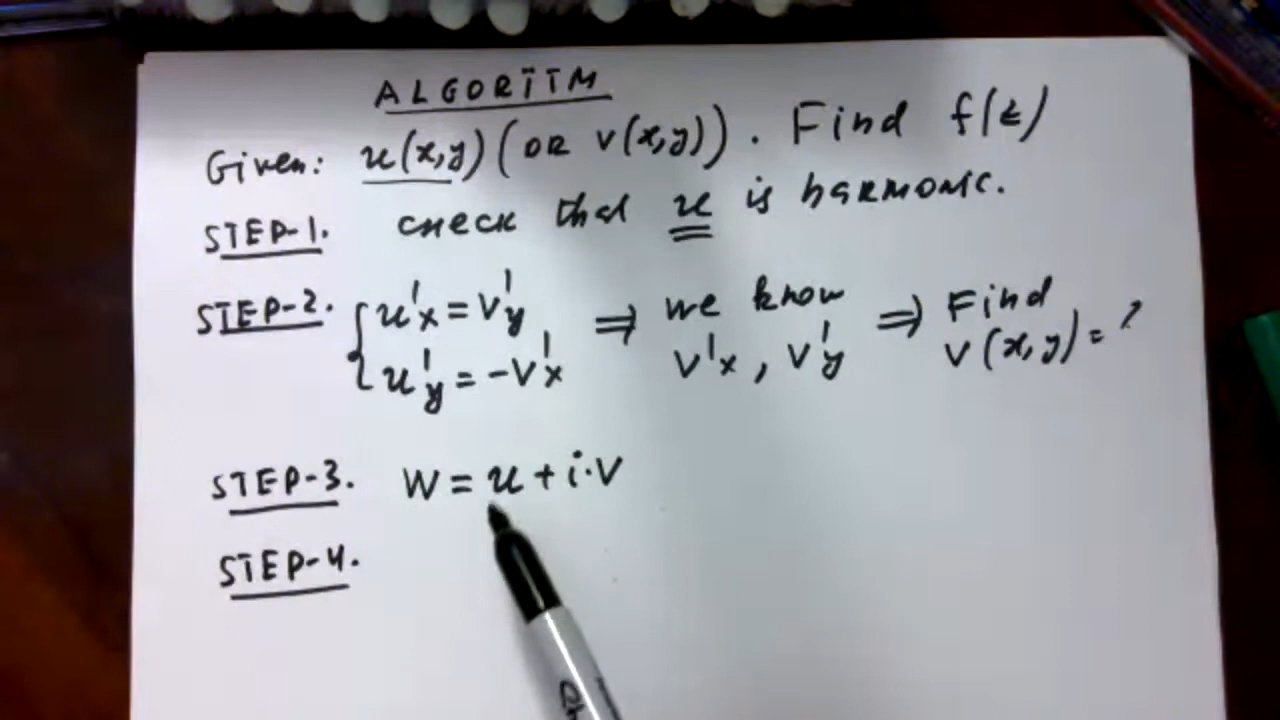 ALGORITM
Given: u(x,y) (OR v(x,y)). Find f(z)
STEP-1. CHECK that u is harmonic.
STEP-2. { u'x = v'y ⇒ we know ⇒ Find
u'y = -v'x v'x, v'y v(x,y) = ?
STEP-3. W = u + i·v
STEP-4.